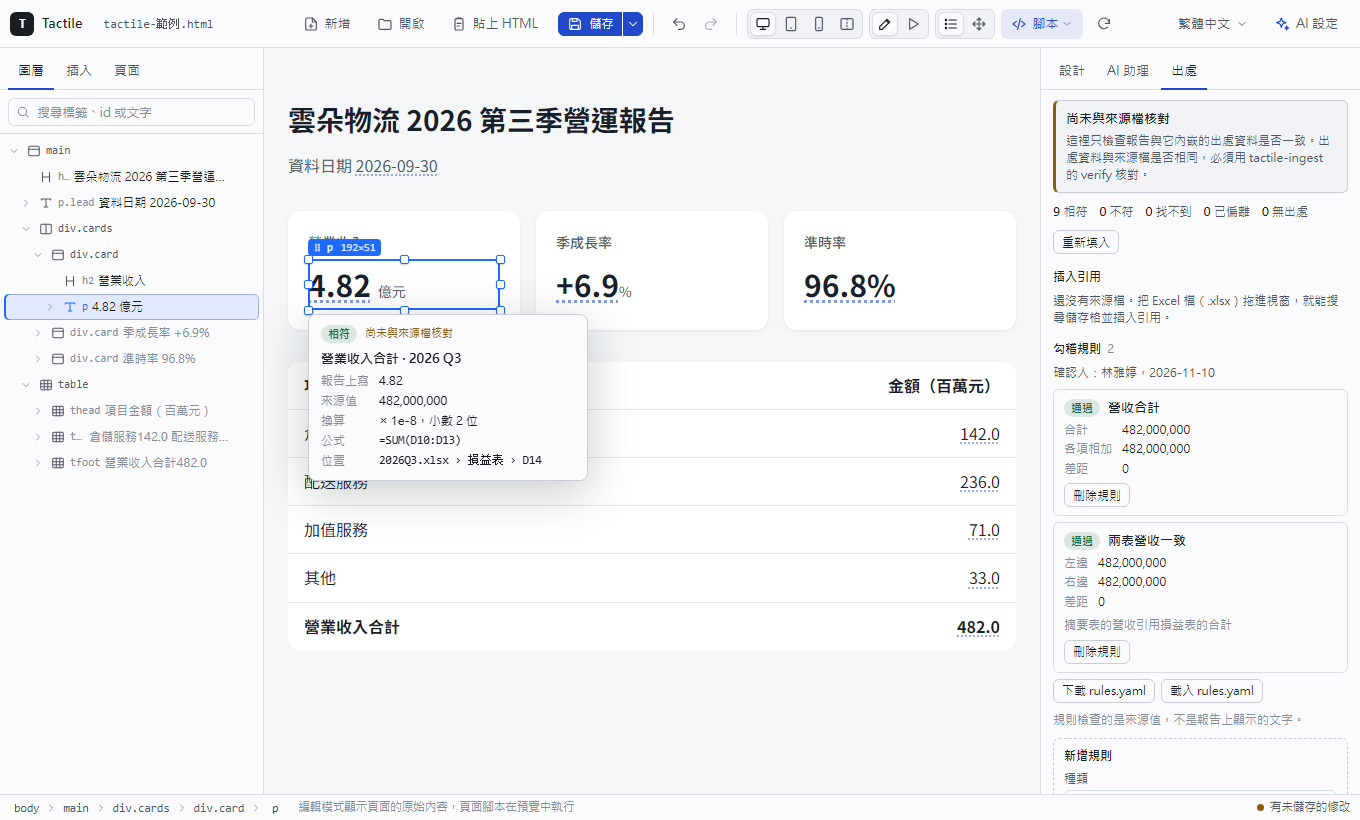 T Tactile tactile-範例.html 新增 開啟 貼上 HTML 儲存 腳本 繁體中文 AI 設定
圖層 插入 頁面
搜尋標籤、id 或文字
main
h… 雲朵物流 2026 第三季營運…
p.lead 資料日期 2026-09-30
div.cards
div.card
h2 營業收入
p 4.82 億元
div.card 季成長率 +6.9%
div.card 準時率 96.8%
table
thead 項目金額（百萬元）
t… 倉儲服務142.0 配送服務…
tfoot 營業收入合計482.0
雲朵物流 2026 第三季營運報告
資料日期 2026-09-30
p 192×51
4.82 億元
季成長率
+6.9%
準時率
96.8%
相符 尚未與來源檔核對
營業收入合計 · 2026 Q3
報告上寫 4.82
來源值 482,000,000
換算 × 1e-8，小數 2 位
公式 =SUM(D10:D13)
位置 2026Q3.xlsx › 損益表 › D14
金額（百萬元）
142.0
配送服務 236.0
加值服務 71.0
其他 33.0
營業收入合計 482.0
設計 AI 助理 出處
尚未與來源檔核對
這裡只檢查報告與它內嵌的出處資料是否一致。出
處資料與來源檔是否相同，必須用 tactile-ingest
的 verify 核對。
9 相符 0 不符 0 找不到 0 已偏離 0 無出處
重新填入
插入引用
還沒有來源檔。把 Excel 檔（.xlsx）拖進視窗，就能搜
尋儲存格並插入引用。
勾稽規則 2
確認人：林雅婷，2026-11-10
通過 營收合計
合計 482,000,000
各項相加 482,000,000
差距 0
刪除規則
通過 兩表營收一致
左邊 482,000,000
右邊 482,000,000
差距 0
摘要表的營收引用損益表的合計
刪除規則
下載 rules.yaml 載入 rules.yaml
規則檢查的是來源值，不是報告上顯示的文字。
新增規則
種類
body main div.cards div.card p 編輯模式顯示頁面的原始內容，頁面腳本在預覽中執行 有未儲存的修改